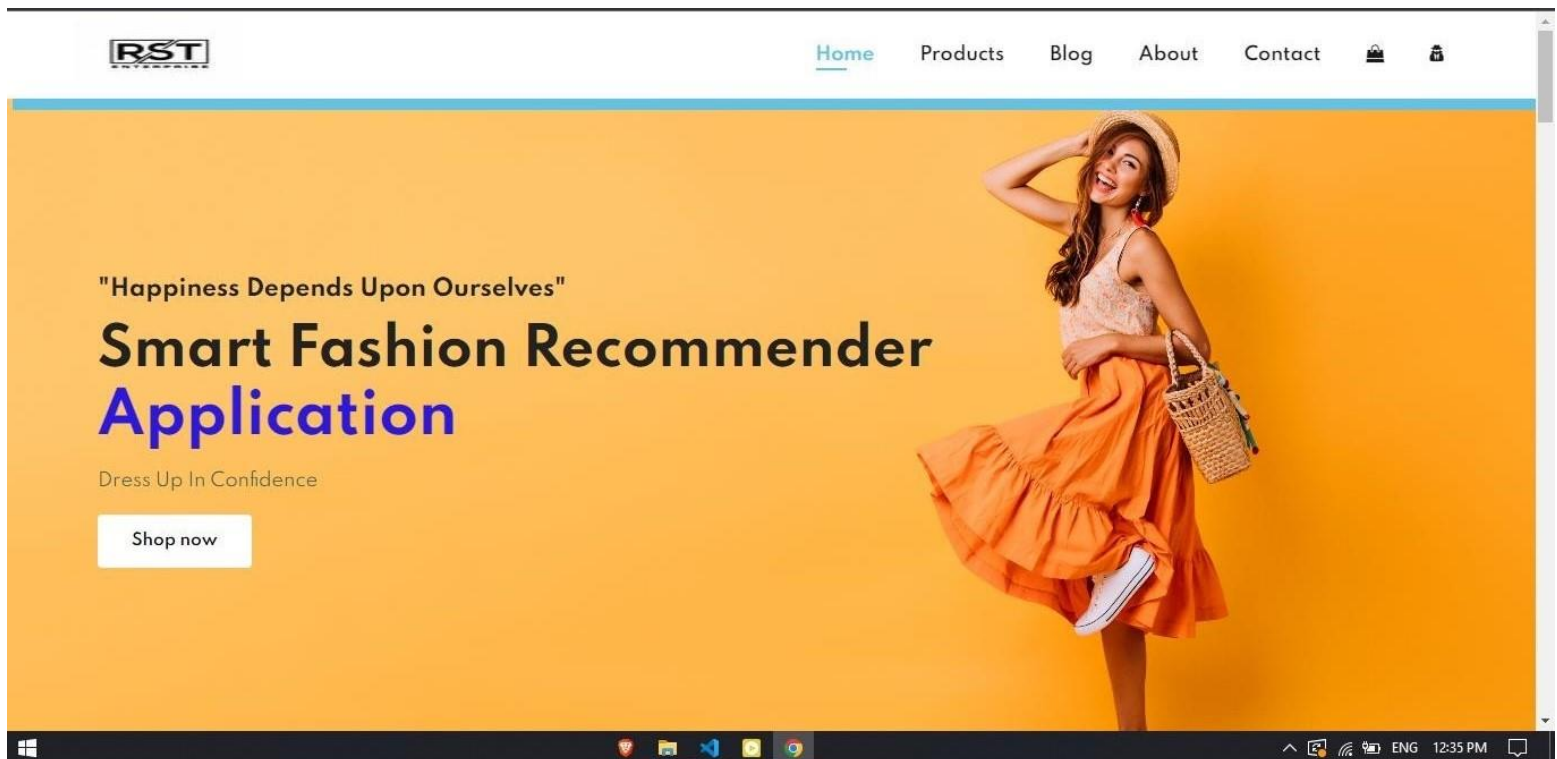 RST
ENTERPRISE
Home Products Blog About Contact
"Happiness Depends Upon Ourselves"
Smart Fashion Recommender
Application
Dress Up In Confidence
Shop now
ENG 12:35 PM